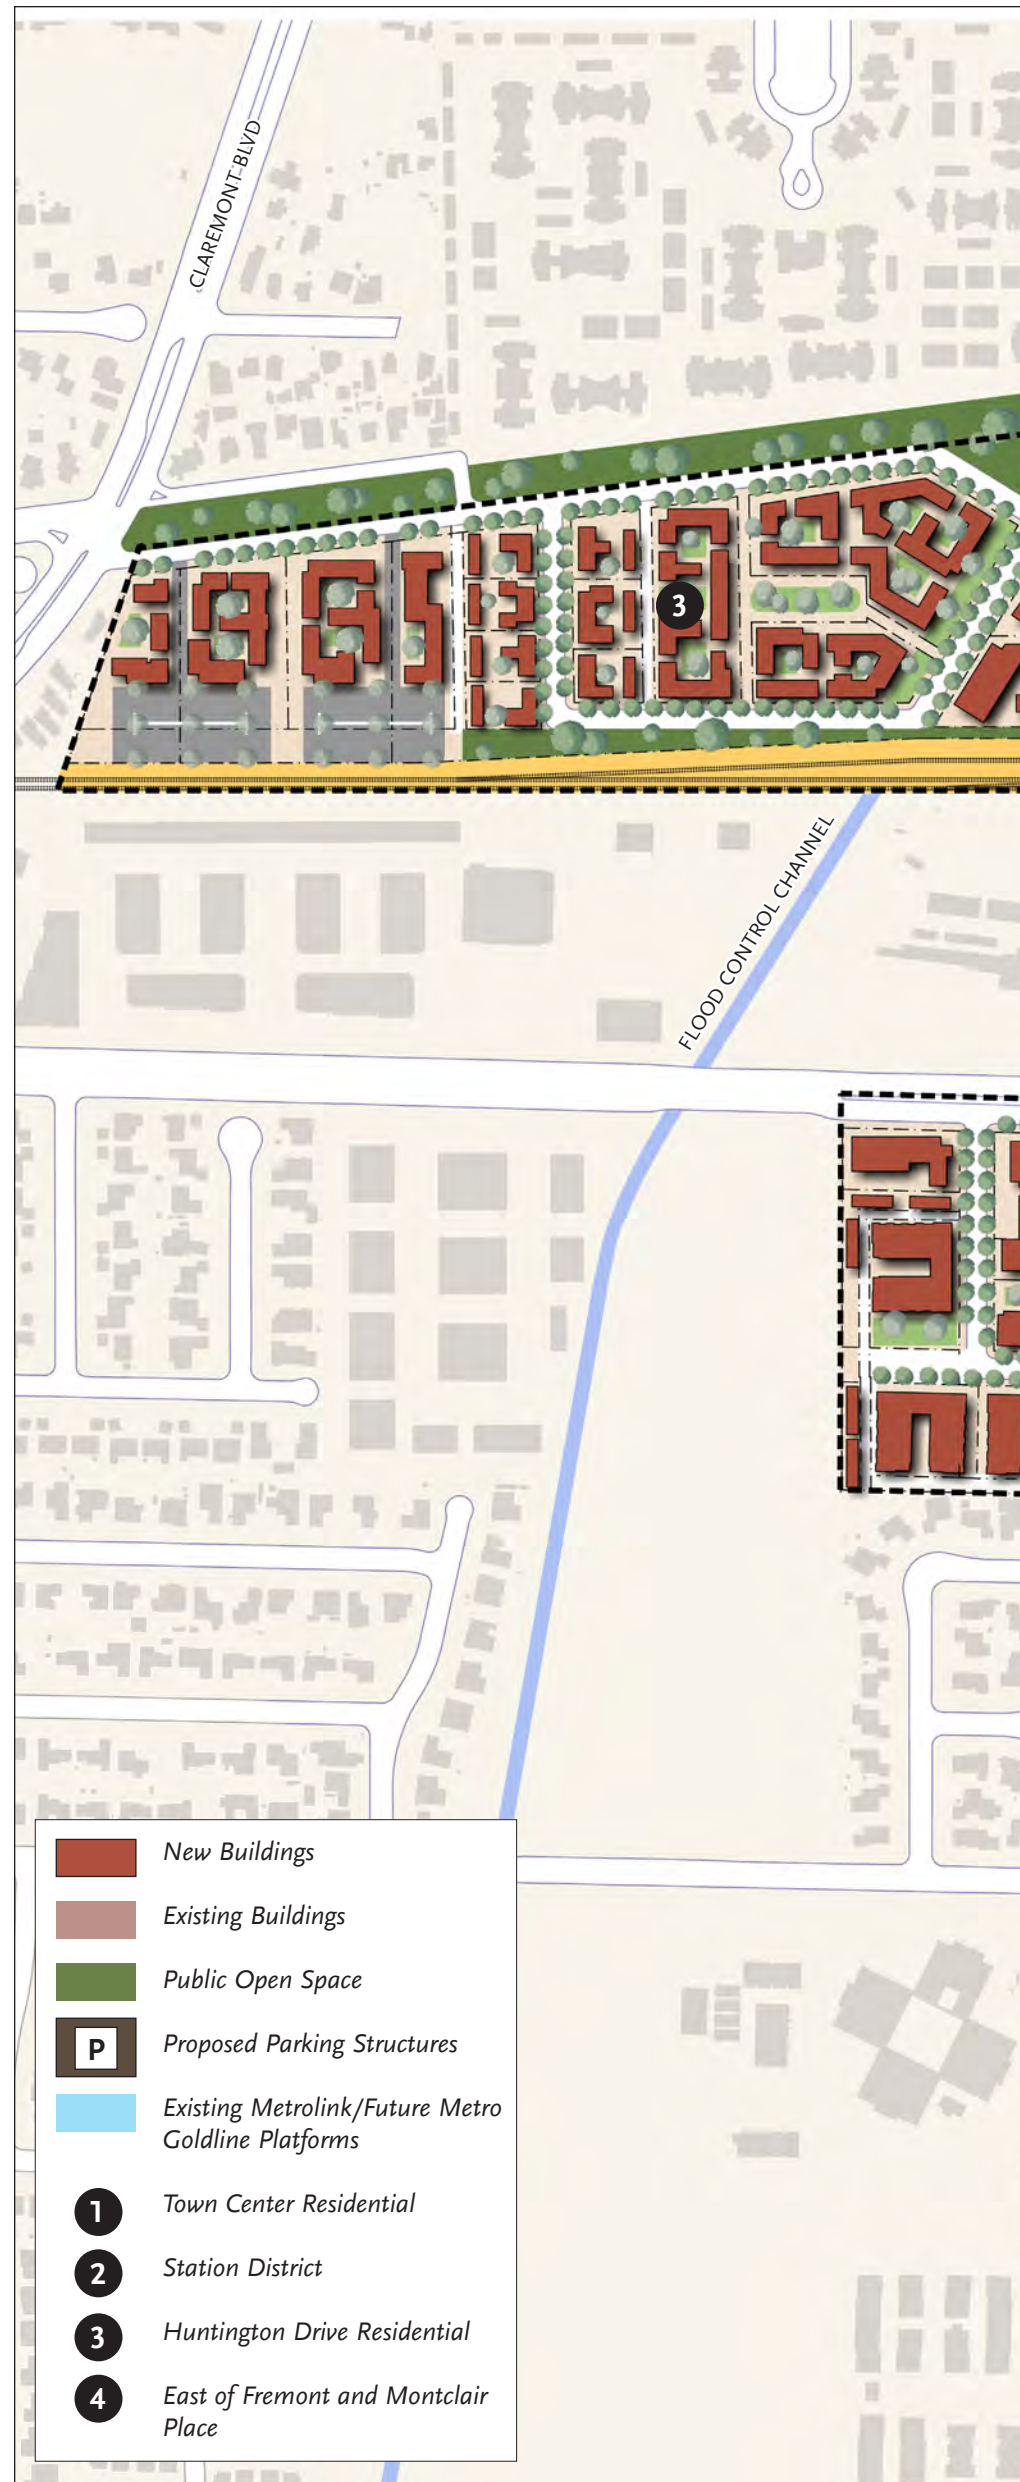 CLAREMONT BLVD
3
FLOOD CONTROL CHANNEL
New Buildings
Existing Buildings
Public Open Space
P Proposed Parking Structures
Existing Metrolink/Future Metro
Goldline Platforms
1 Town Center Residential
2 Station District
3 Huntington Drive Residential
4 East of Fremont and Montclair
Place